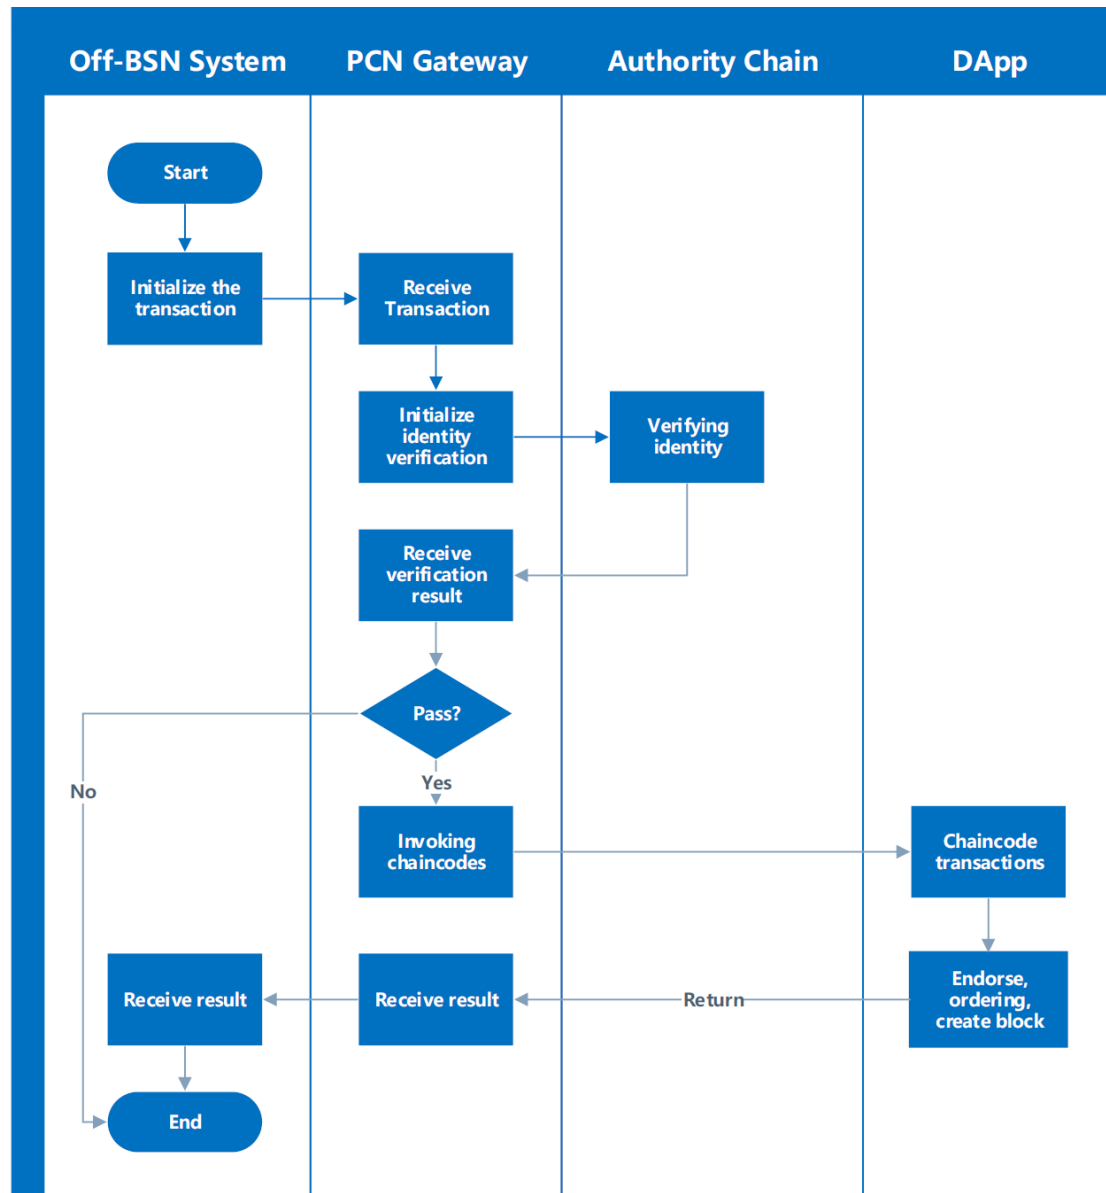 Off-BSN System
PCN Gateway
Authority Chain
DApp
Start
Initialize the
transaction
Receive
Transaction
Initialize
identity
verification
Verifying
identity
Receive
verification
result
Pass?
No
Yes
Invoking
chaincodes
Chaincode
transactions
Receive result
Receive result
Return
Endorse,
ordering,
create block
End